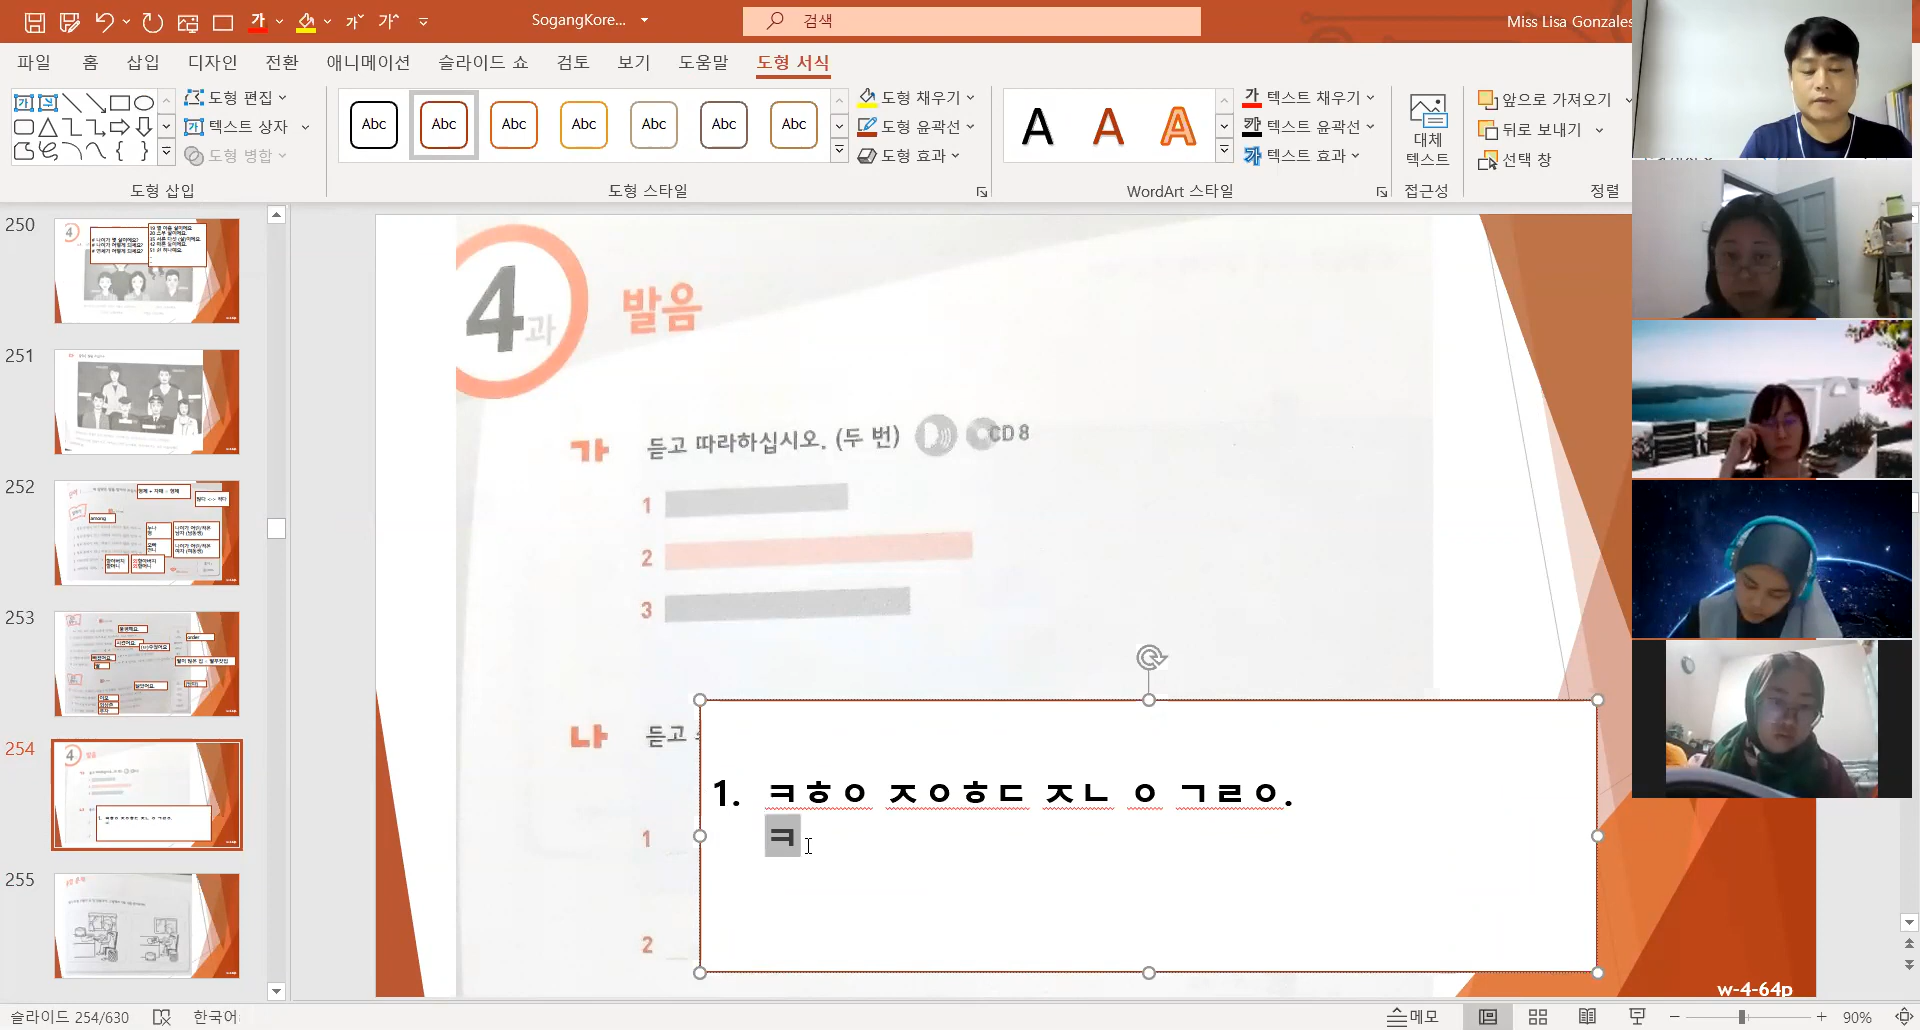 SogangKore...
검색
Miss Lisa Gonzales
파일 홈 삽입 디자인 전환 애니메이션 슬라이드 쇼 검토 보기 도움말 도형 서식
도형 편집
텍스트 상자
도형 병합
도형 삽입
Abc Abc Abc Abc Abc Abc Abc
도형 채우기
도형 윤곽선
도형 효과
도형 스타일
A A A
텍스트 채우기
텍스트 윤곽선
텍스트 효과
WordArt 스타일
대체
텍스트
접근성
앞으로 가져오기
뒤로 보내기
선택 창
정렬
250
251
252
253
254
255
4과 발음
가 듣고 따라하십시오. (두 번) CD 8
1
2
3
나 듣고
1. ㅋㅎㅇ ㅈㅇㅎㄷ ㅈㄴ ㅇ ㄱㄹㅇ.
ㅋ
1
2
w-4-64p
슬라이드 254/630
한국어
메모
90%